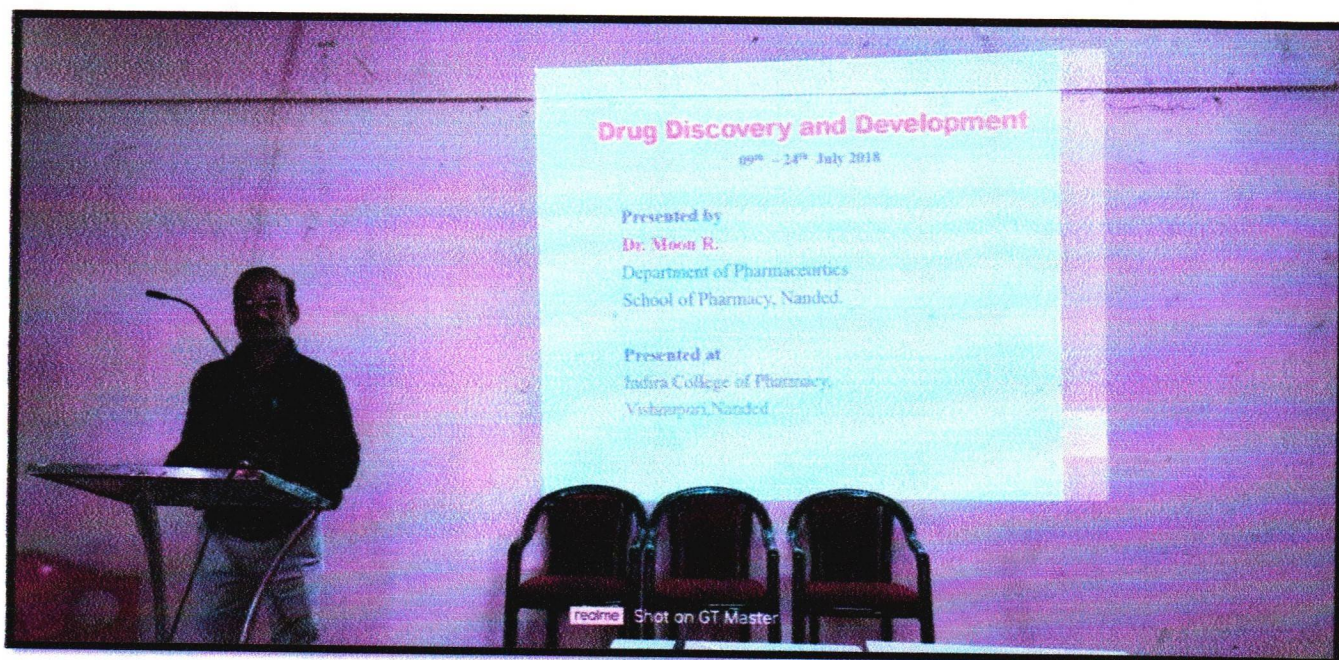 Drug Discovery and Development
09th – 24th July 2018
Presented by
Dr. Moon R.
Department of Pharmaceutics
School of Pharmacy, Nanded.
Presented at
Indira College of Pharmacy,
Vishnupuri,Nanded
realme Shot on GT Master